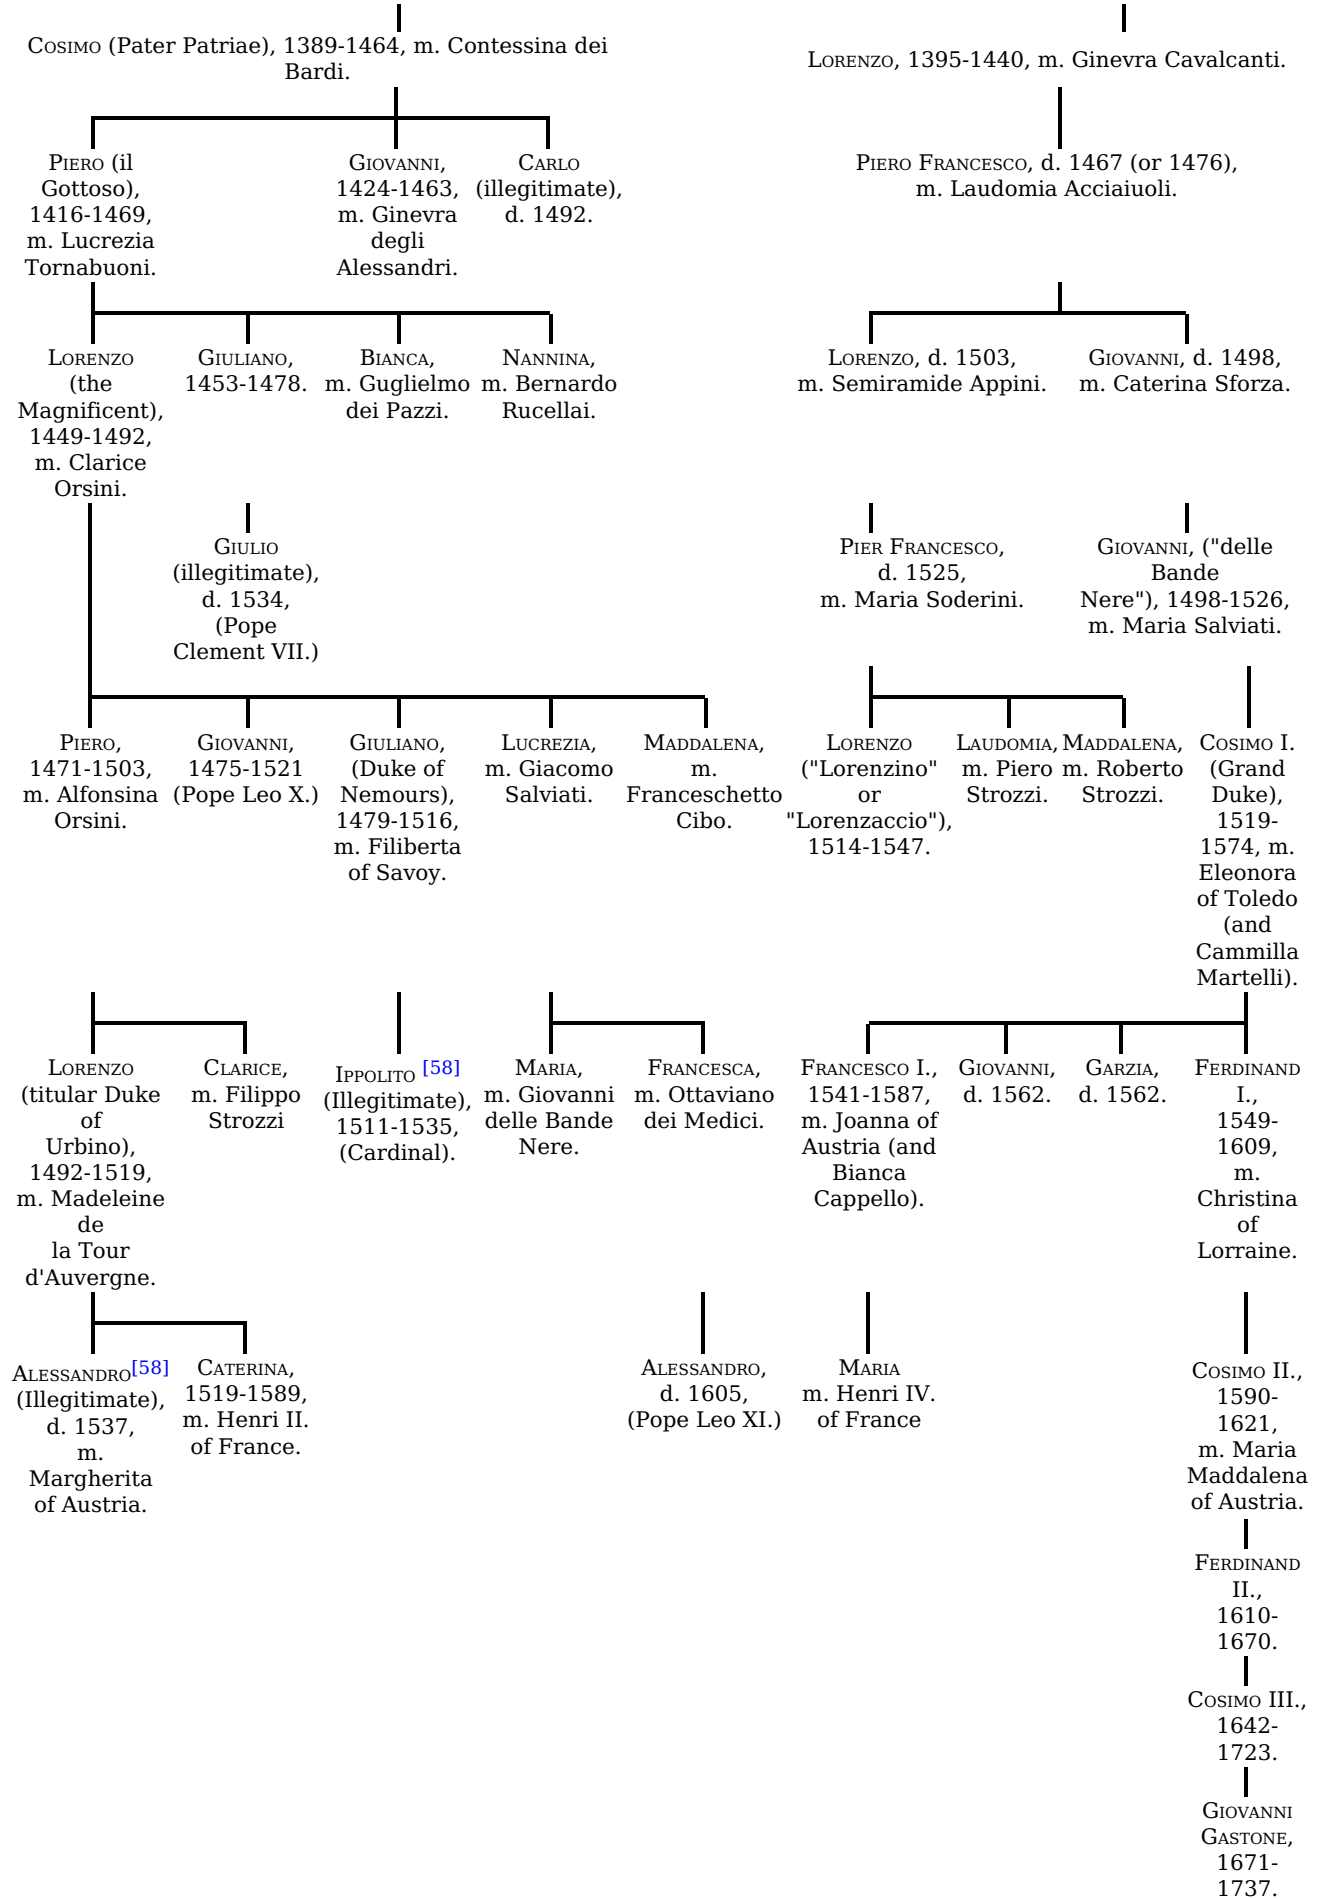 Cosimo (Pater Patriae), 1389-1464, m. Contessina dei
Bardi.
Lorenzo, 1395-1440, m. Ginevra Cavalcanti.
Piero (il
Gottoso),
1416-1469,
m. Lucrezia
Tornabuoni.
Giovanni,
1424-1463,
m. Ginevra
degli
Alessandri.
Carlo
(illegitimate),
d. 1492.
Piero Francesco, d. 1467 (or 1476),
m. Laudomia Acciaiuoli.
Lorenzo
(the
Magnificent),
1449-1492,
m. Clarice
Orsini.
Giuliano,
1453-1478.
Bianca,
m. Guglielmo
dei Pazzi.
Nannina,
m. Bernardo
Rucellai.
Lorenzo, d. 1503,
m. Semiramide Appini.
Giovanni, d. 1498,
m. Caterina Sforza.
Giulio
(illegitimate),
d. 1534,
(Pope
Clement VII.)
Pier Francesco,
d. 1525,
m. Maria Soderini.
Giovanni, ("delle
Bande
Nere"), 1498-1526,
m. Maria Salviati.
Piero,
1471-1503,
m. Alfonsina
Orsini.
Giovanni,
1475-1521
(Pope Leo X.)
Giuliano,
(Duke of
Nemours),
1479-1516,
m. Filiberta
of Savoy.
Lucrezia,
m. Giacomo
Salviati.
Maddalena,
m.
Franceschetto
Cibo.
Lorenzo
("Lorenzino"
or
"Lorenzaccio"),
1514-1547.
Laudomia,
m. Piero
Strozzi.
Maddalena,
m. Roberto
Strozzi.
Cosimo I.
(Grand
Duke),
1519-
1574, m.
Eleonora
of Toledo
(and
Cammilla
Martelli).
Lorenzo
(titular Duke
of
Urbino),
1492-1519,
m. Madeleine
de
la Tour
d'Auvergne.
Clarice,
m. Filippo
Strozzi
Ippolito [58]
(Illegitimate),
1511-1535,
(Cardinal).
Maria,
m. Giovanni
delle Bande
Nere.
Francesca,
m. Ottaviano
dei Medici.
Francesco I.,
1541-1587,
m. Joanna of
Austria (and
Bianca
Cappello).
Giovanni,
d. 1562.
Garzia,
d. 1562.
Ferdinand
I.,
1549-
1609,
m.
Christina
of
Lorraine.
Alessandro[58]
(Illegitimate),
d. 1537,
m.
Margherita
of Austria.
Caterina,
1519-1589,
m. Henri II.
of France.
Alessandro,
d. 1605,
(Pope Leo XI.)
Maria
m. Henri IV.
of France
Cosimo II.,
1590-
1621,
m. Maria
Maddalena
of Austria.
Ferdinand
II.,
1610-
1670.
Cosimo III.,
1642-
1723.
Giovanni
Gastone,
1671-
1737.